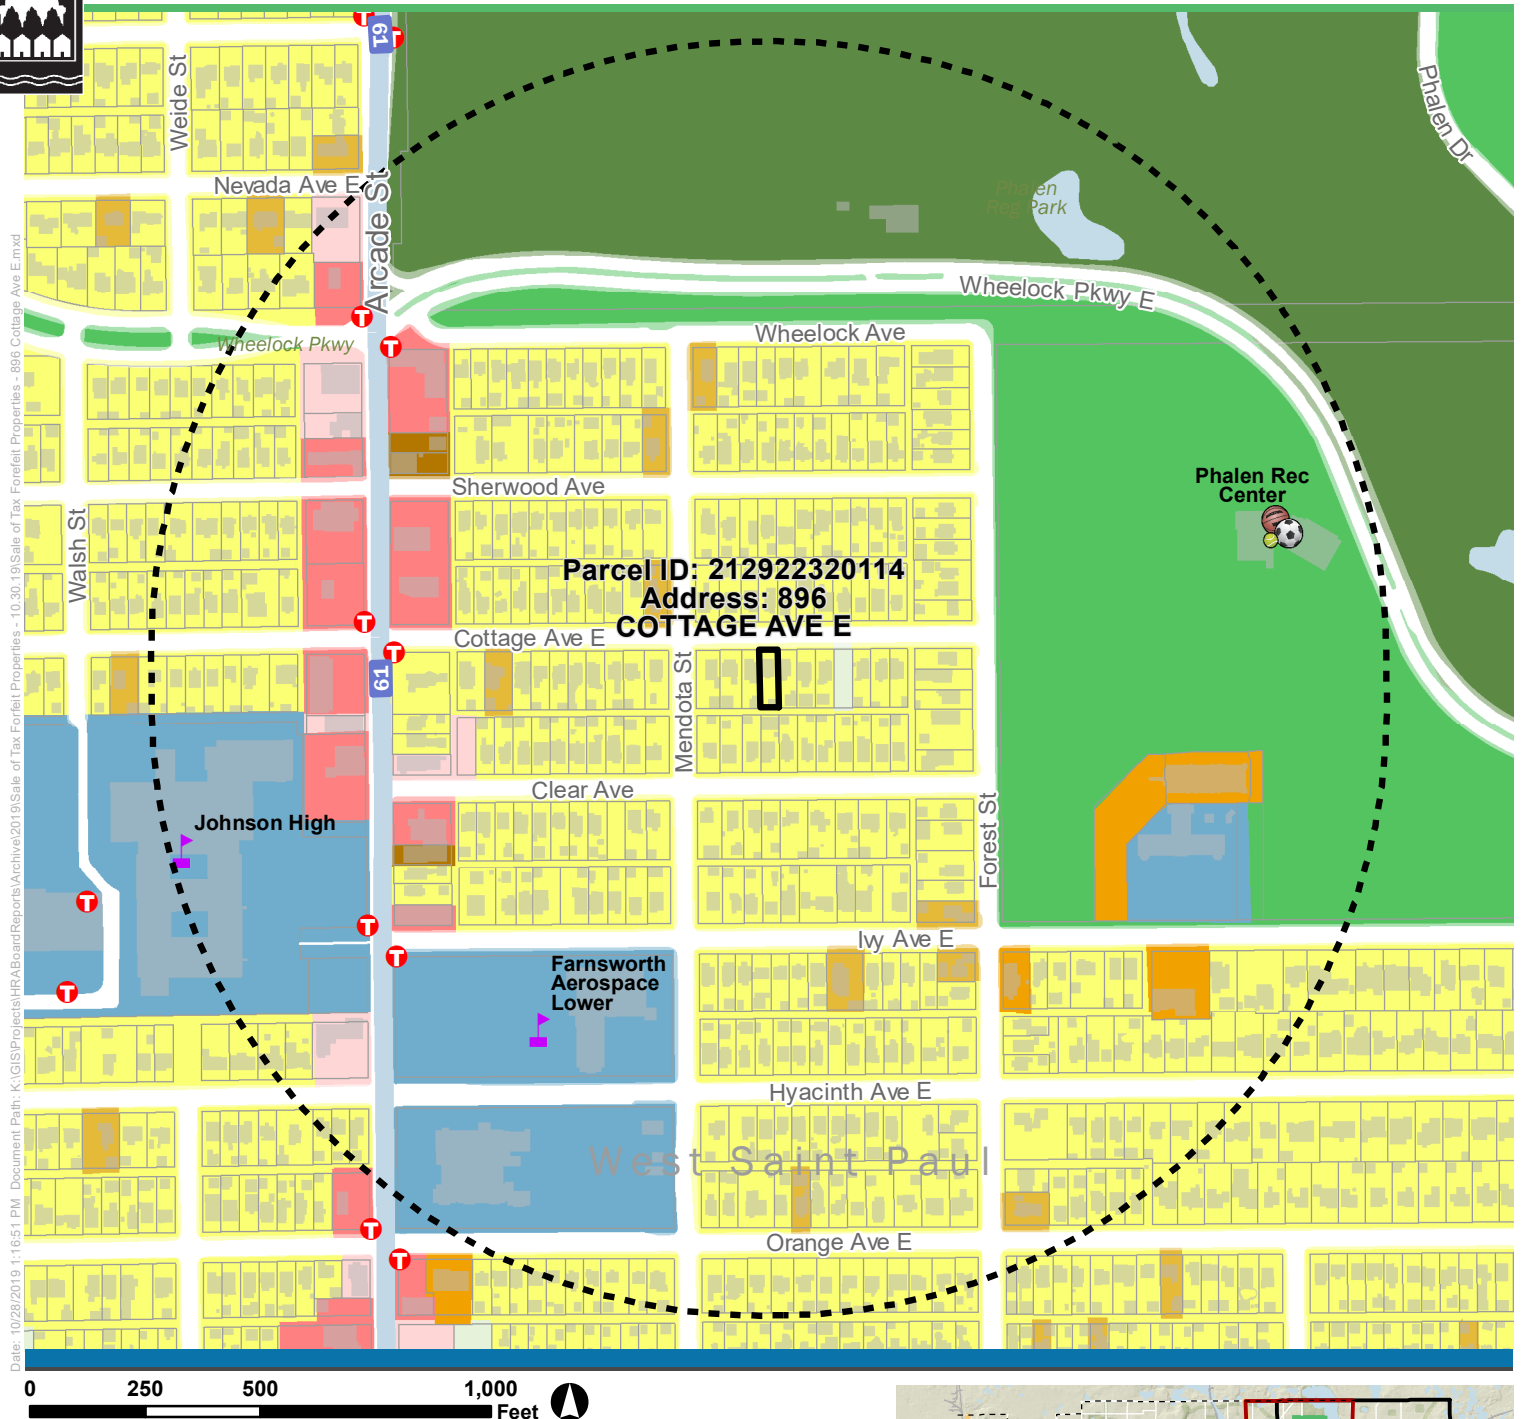 61
Weide St
Phalen Dr
Nevada Ave E
Arcade St
Phalen
Reg Park
Wheelock Pkwy E
Wheelock Ave
Wheelock Pkwy
Phalen Rec
Center
Sherwood Ave
Walsh St
Parcel ID: 212922320114
Address: 896
COTTAGE AVE E
Cottage Ave E
61
Mendota St
Clear Ave
Johnson High
Forest St
Ivy Ave E
Farnsworth
Aerospace
Lower
Hyacinth Ave E
West Saint Paul
Orange Ave E
T
T
T
T
T
T
T
T
T
T
T
T
Date: 10/28/2019 1:16:51 PM Document Path: K:\GIS\Projects\HRABoardReports\Archive\2019\Sale of Tax Forfeit Properties - 10.30.19\Sale of Tax Forefeit Properties - 896 Cottage Ave E.mxd
0 250 500 1,000
Feet